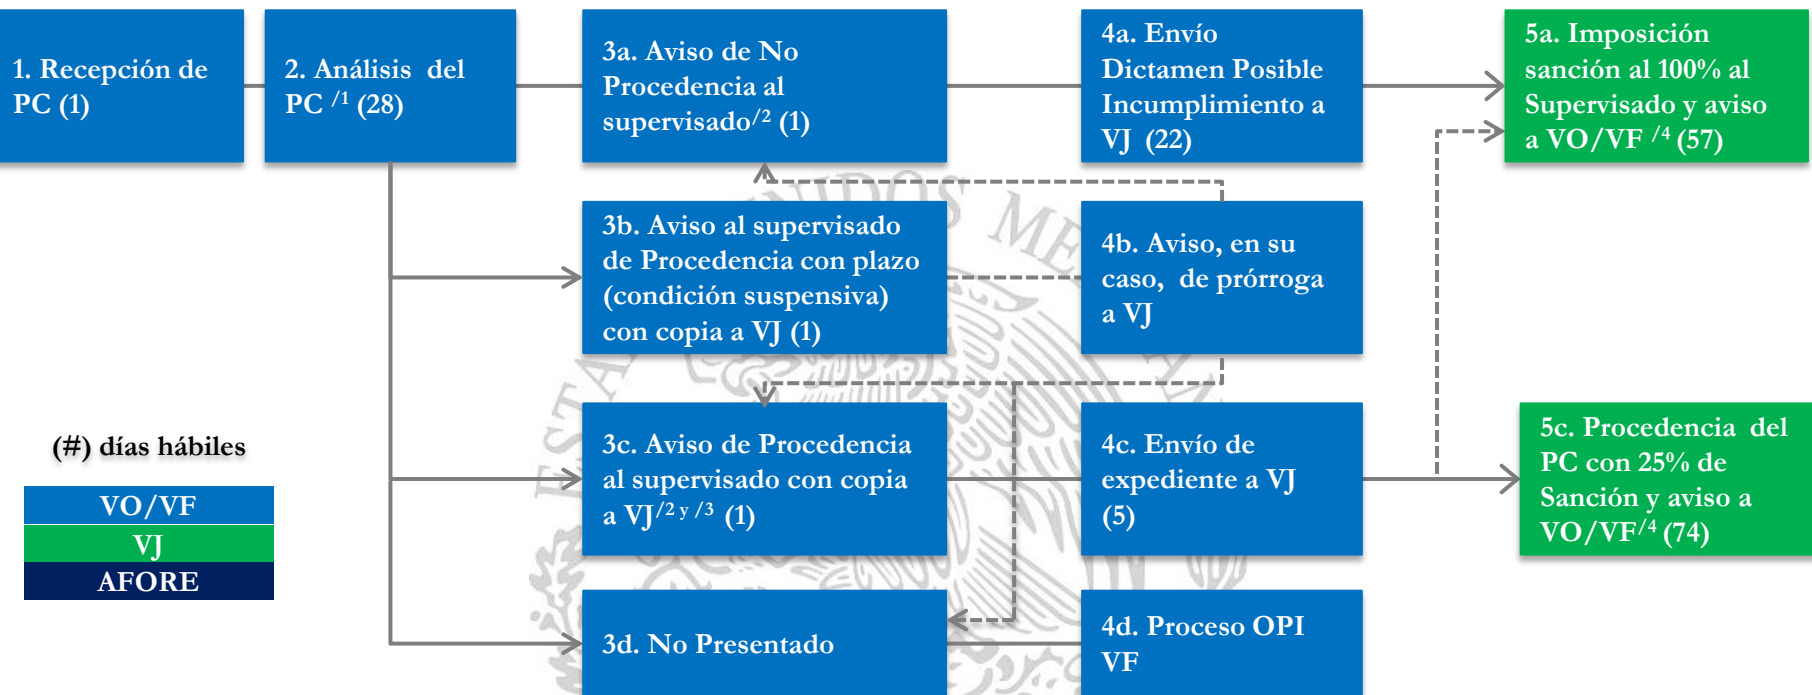 1. Recepción de
PC (1)
2. Análisis del
PC /1 (28)
3a. Aviso de No
Procedencia al
supervisado/2 (1)
4a. Envío
Dictamen Posible
Incumplimiento a
VJ (22)
5a. Imposición
sanción al 100% al
Supervisado y aviso
a VO/VF /4 (57)
3b. Aviso al supervisado
de Procedencia con plazo
(condición suspensiva)
con copia a VJ (1)
4b. Aviso, en su
caso, de prórroga
a VJ
3c. Aviso de Procedencia
al supervisado con copia
a VJ/2 y /3 (1)
4c. Envío de
expediente a VJ
(5)
5c. Procedencia del
PC con 25% de
Sanción y aviso a
VO/VF/4 (74)
3d. No Presentado
4d. Proceso OPI
VF
(#) días hábiles
VO/VF
VJ
AFORE